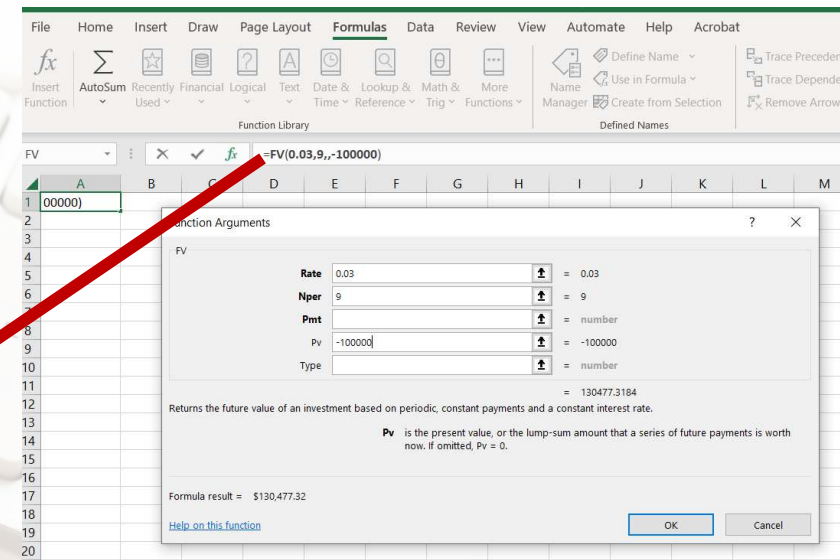 File Home Insert Draw Page Layout Formulas Data Review View Automate Help Acrobat
fx Σ ? A θ
Insert Function AutoSum Recently Used Financial Logical Text Date & Time Lookup & Reference Math & Trig More Functions Name Manager Define Name Use in Formula Create from Selection Trace Preceden Trace Depende Remove Arrow
Function Library Defined Names
FV fx =FV(0.03,9,,-100000)
A B C D E F G H I J K L M
1 00000)
2
3
4
5
6
8
9
10
11
12
13
14
15
16
17
18
19
20
unction Arguments ? ×
FV
Rate 0.03 = 0.03
Nper 9 = 9
Pmt = number
Pv -100000 = -100000
Type = number
= 130477.3184
Returns the future value of an investment based on periodic, constant payments and a constant interest rate.
Pv is the present value, or the lump-sum amount that a series of future payments is worth
now. If omitted, Pv = 0.
Formula result = $130,477.32
Help on this function OK Cancel